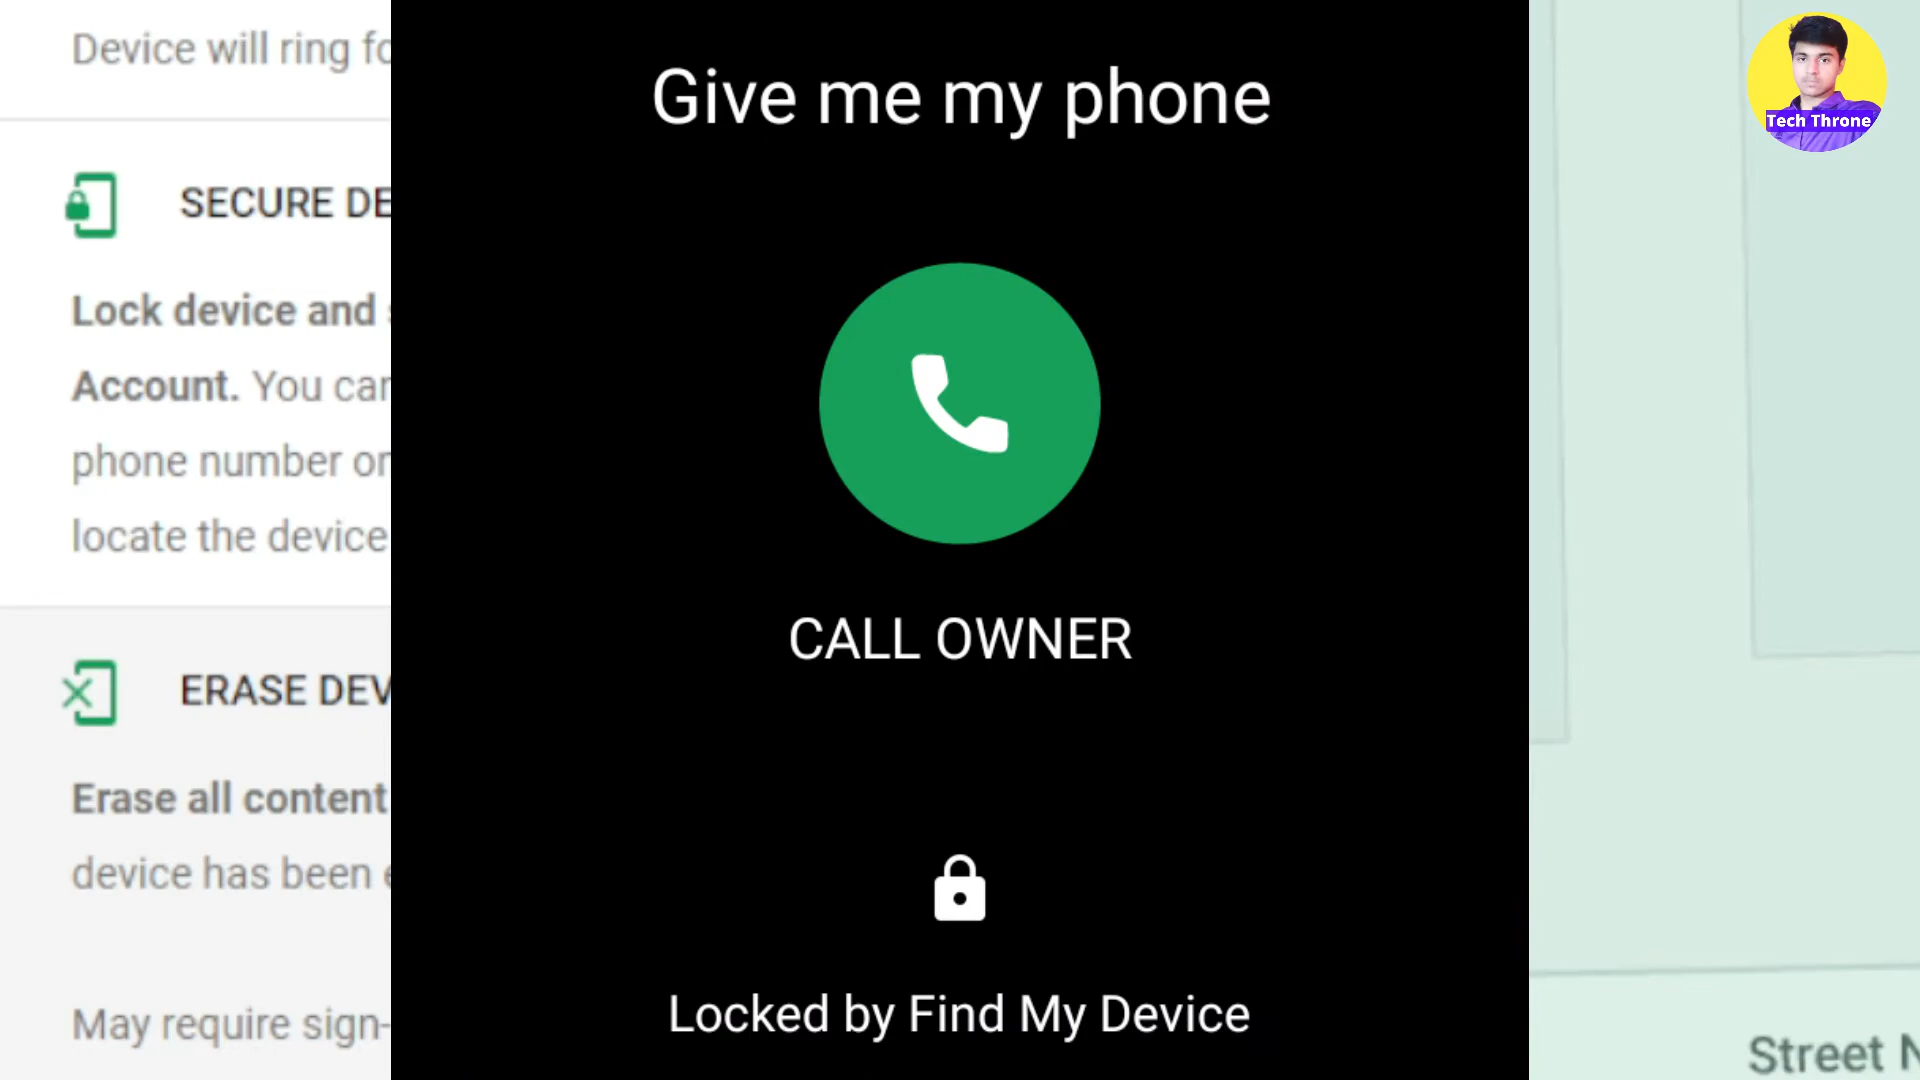 Device will ring fo
SECURE DE
Lock device and
Account. You car
phone number or
locate the device
ERASE DEV
Erase all content
device has been
May require sign-
Give me my phone
CALL OWNER
Locked by Find My Device
Tech Throne
Street N